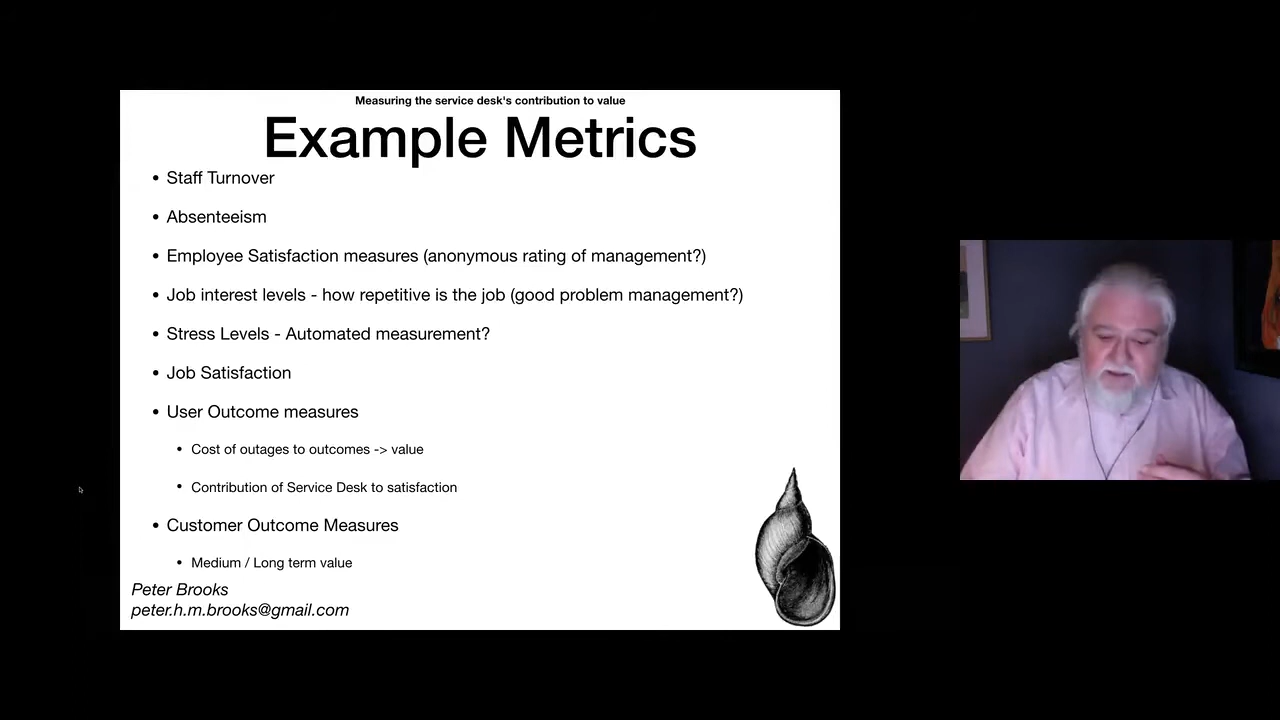 Measuring the service desk's contribution to value
Example Metrics
• Staff Turnover
• Absenteeism
• Employee Satisfaction measures (anonymous rating of management?)
• Job interest levels - how repetitive is the job (good problem management?)
• Stress Levels - Automated measurement?
• Job Satisfaction
• User Outcome measures
• Cost of outages to outcomes -> value
• Contribution of Service Desk to satisfaction
• Customer Outcome Measures
• Medium / Long term value
Peter Brooks
peter.h.m.brooks@gmail.com